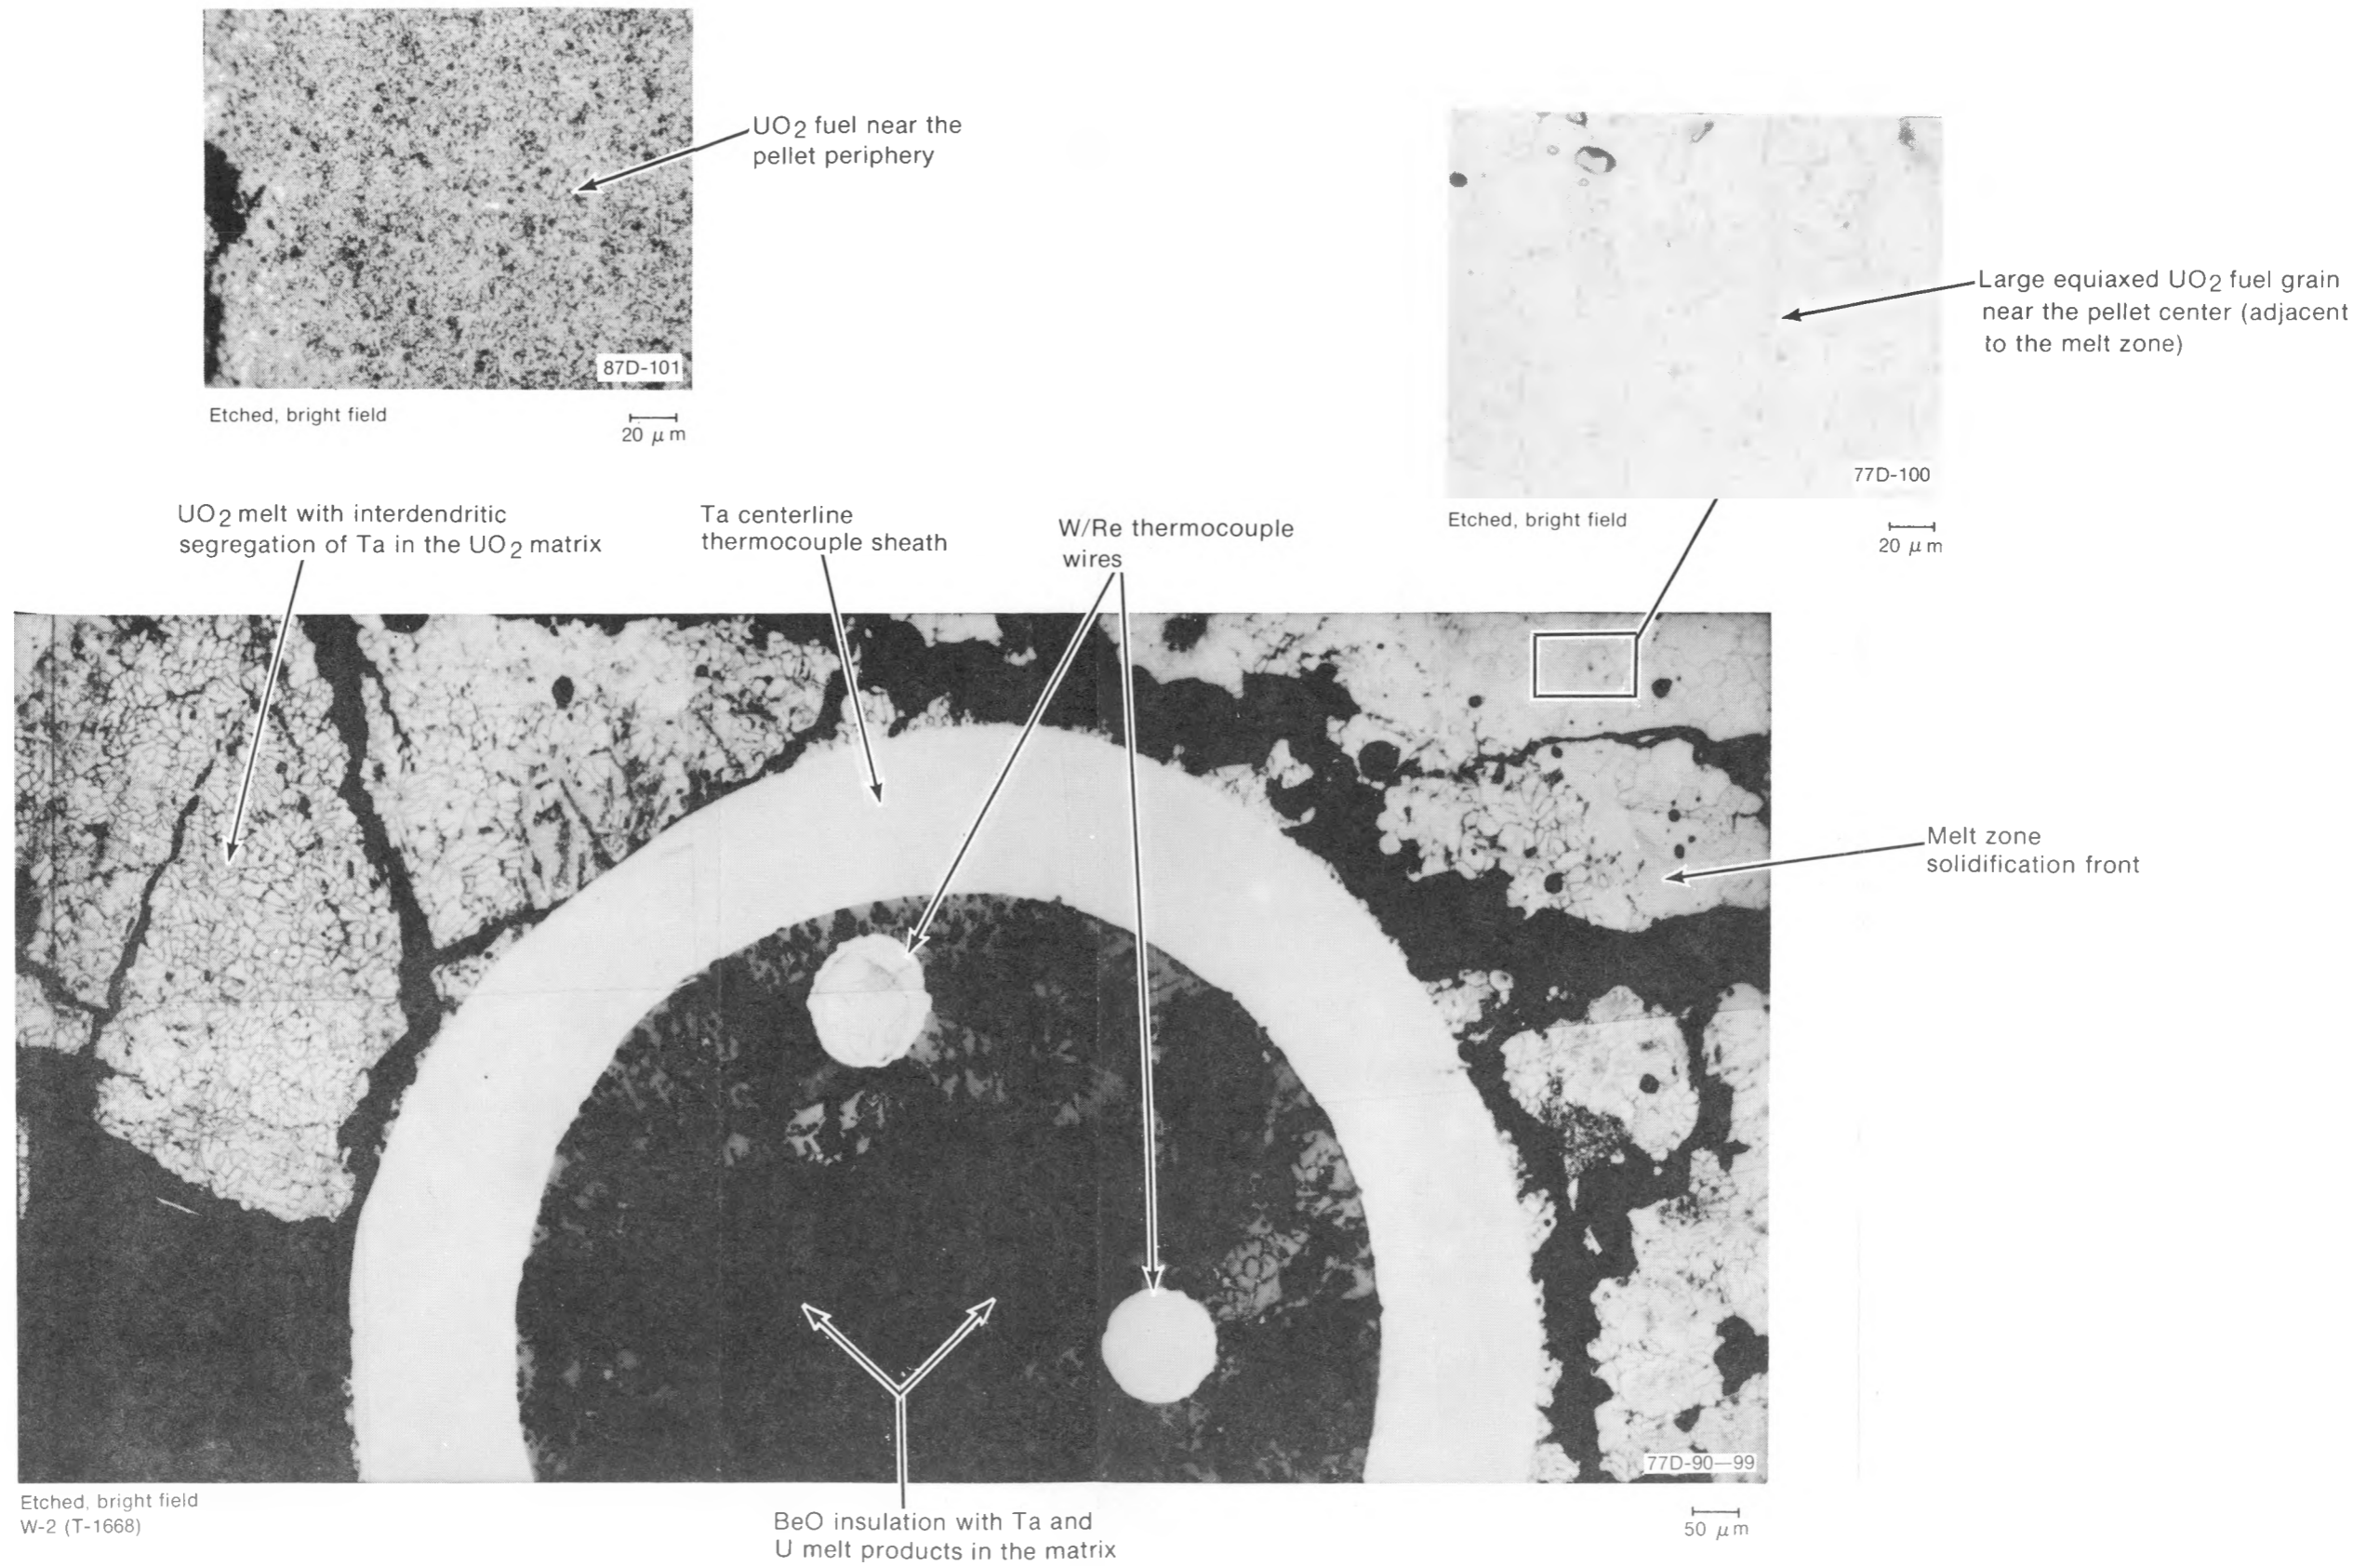 UO2 fuel near the
pellet periphery
87D-101
Etched, bright field
20 μm
Large equiaxed UO2 fuel grain
near the pellet center (adjacent
to the melt zone)
77D-100
Etched, bright field
20 μm
UO2 melt with interdendritic
segregation of Ta in the UO2 matrix
Ta centerline
thermocouple sheath
W/Re thermocouple
wires
Melt zone
solidification front
77D-90—99
Etched, bright field
W-2 (T-1668)
50 μm
BeO insulation with Ta and
U melt products in the matrix